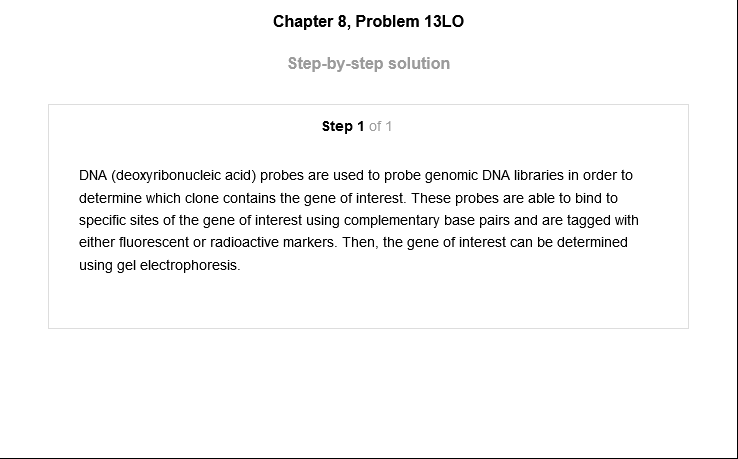 Chapter 8, Problem 13LO
Step-by-step solution
Step 1 of 1
DNA (deoxyribonucleic acid) probes are used to probe genomic DNA libraries in order to
determine which clone contains the gene of interest. These probes are able to bind to
specific sites of the gene of interest using complementary base pairs and are tagged with
either fluorescent or radioactive markers. Then, the gene of interest can be determined
using gel electrophoresis.